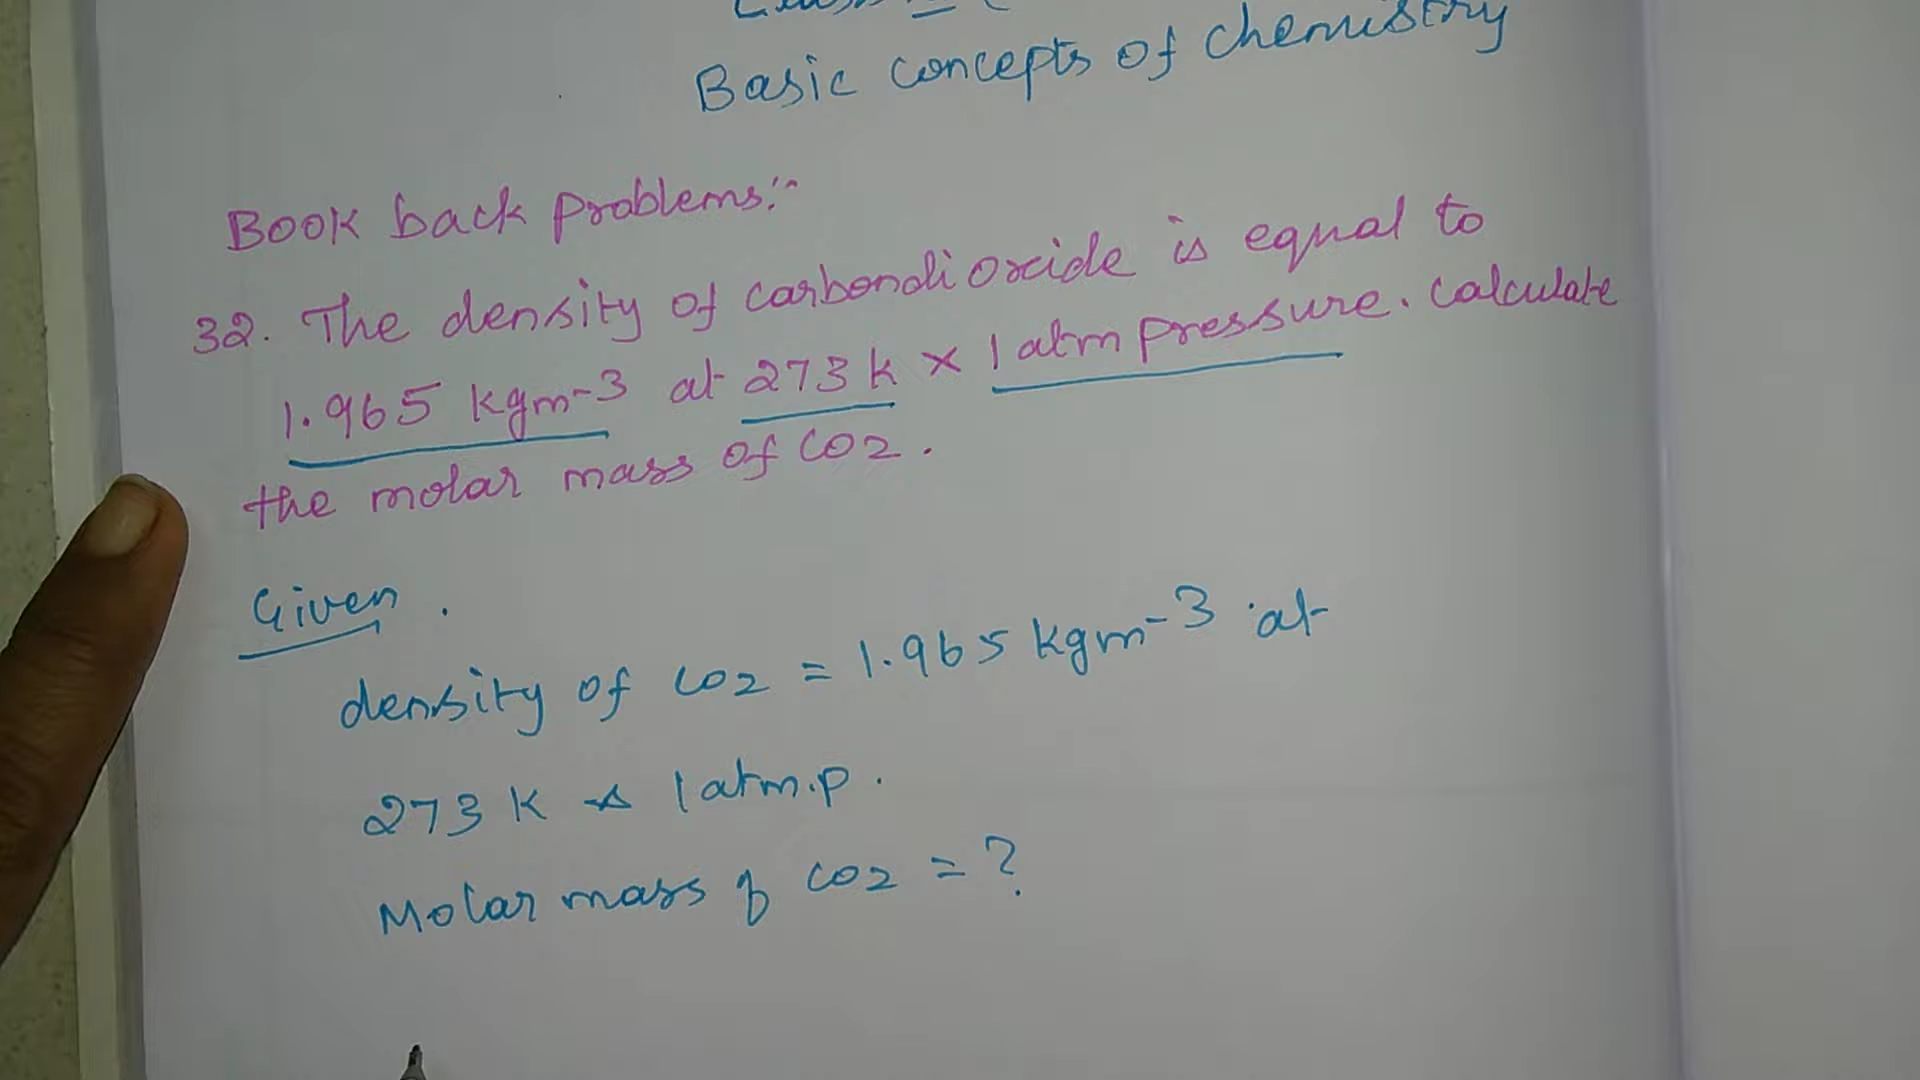 Basic concepts of chemistry
Book back problems:-
32. The density of carbondioxide is equal to
1.965 kgm-3 at 273 k & 1 atm pressure. calculate
the molar mass of CO2.
Given.
density of CO2 = 1.965 kgm-3 at
273 K & 1 atm.p.
Molar mass of CO2 = ?